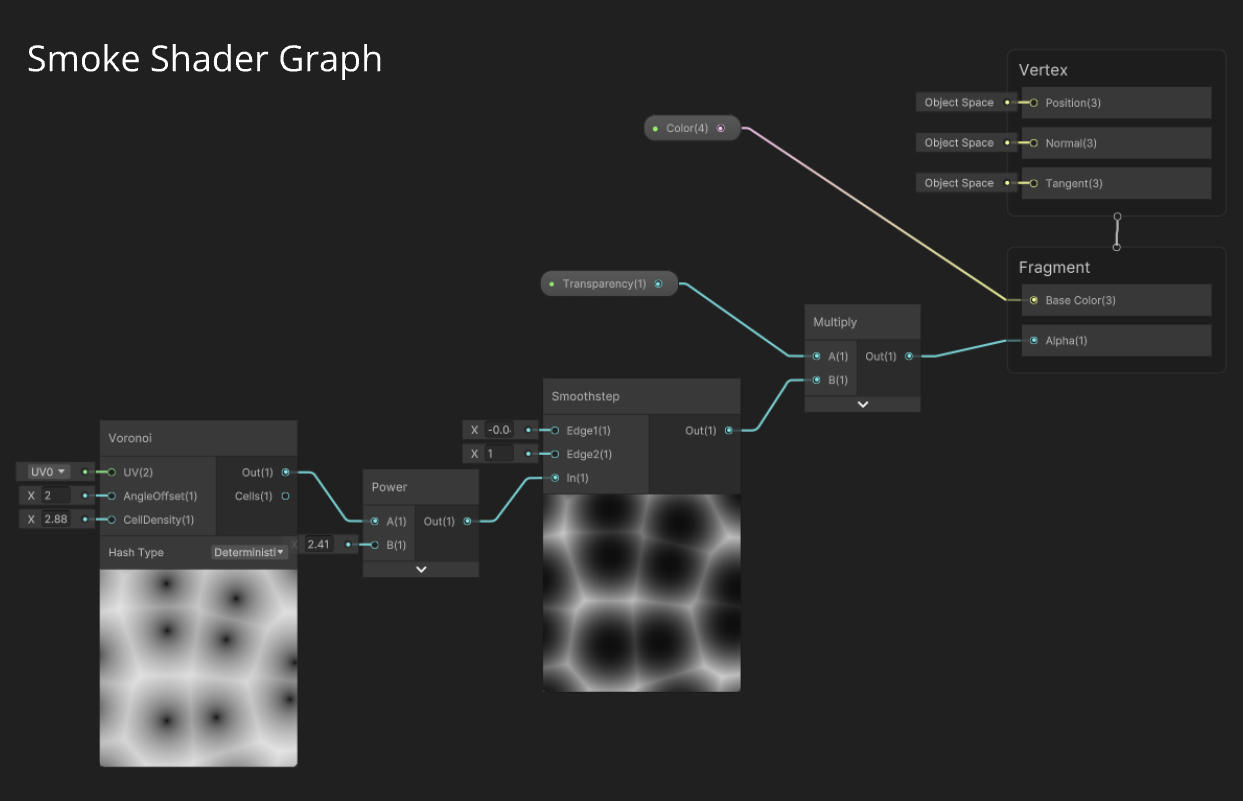 Smoke Shader Graph
Vertex
Object Space Position(3)
Object Space Normal(3)
Object Space Tangent(3)
Color(4)
Fragment
Base Color(3)
Alpha(1)
Transparency(1)
Multiply
A(1) Out(1)
B(1)
Smoothstep
X -0.0 Edge1(1) Out(1)
X 1 Edge2(1)
In(1)
Voronoi
UV0 UV(2) Out(1)
X 2 AngleOffset(1) Cells(1)
X 2.88 CellDensity(1)
Hash Type Deterministi
Power
A(1) Out(1)
X 2.41 B(1)